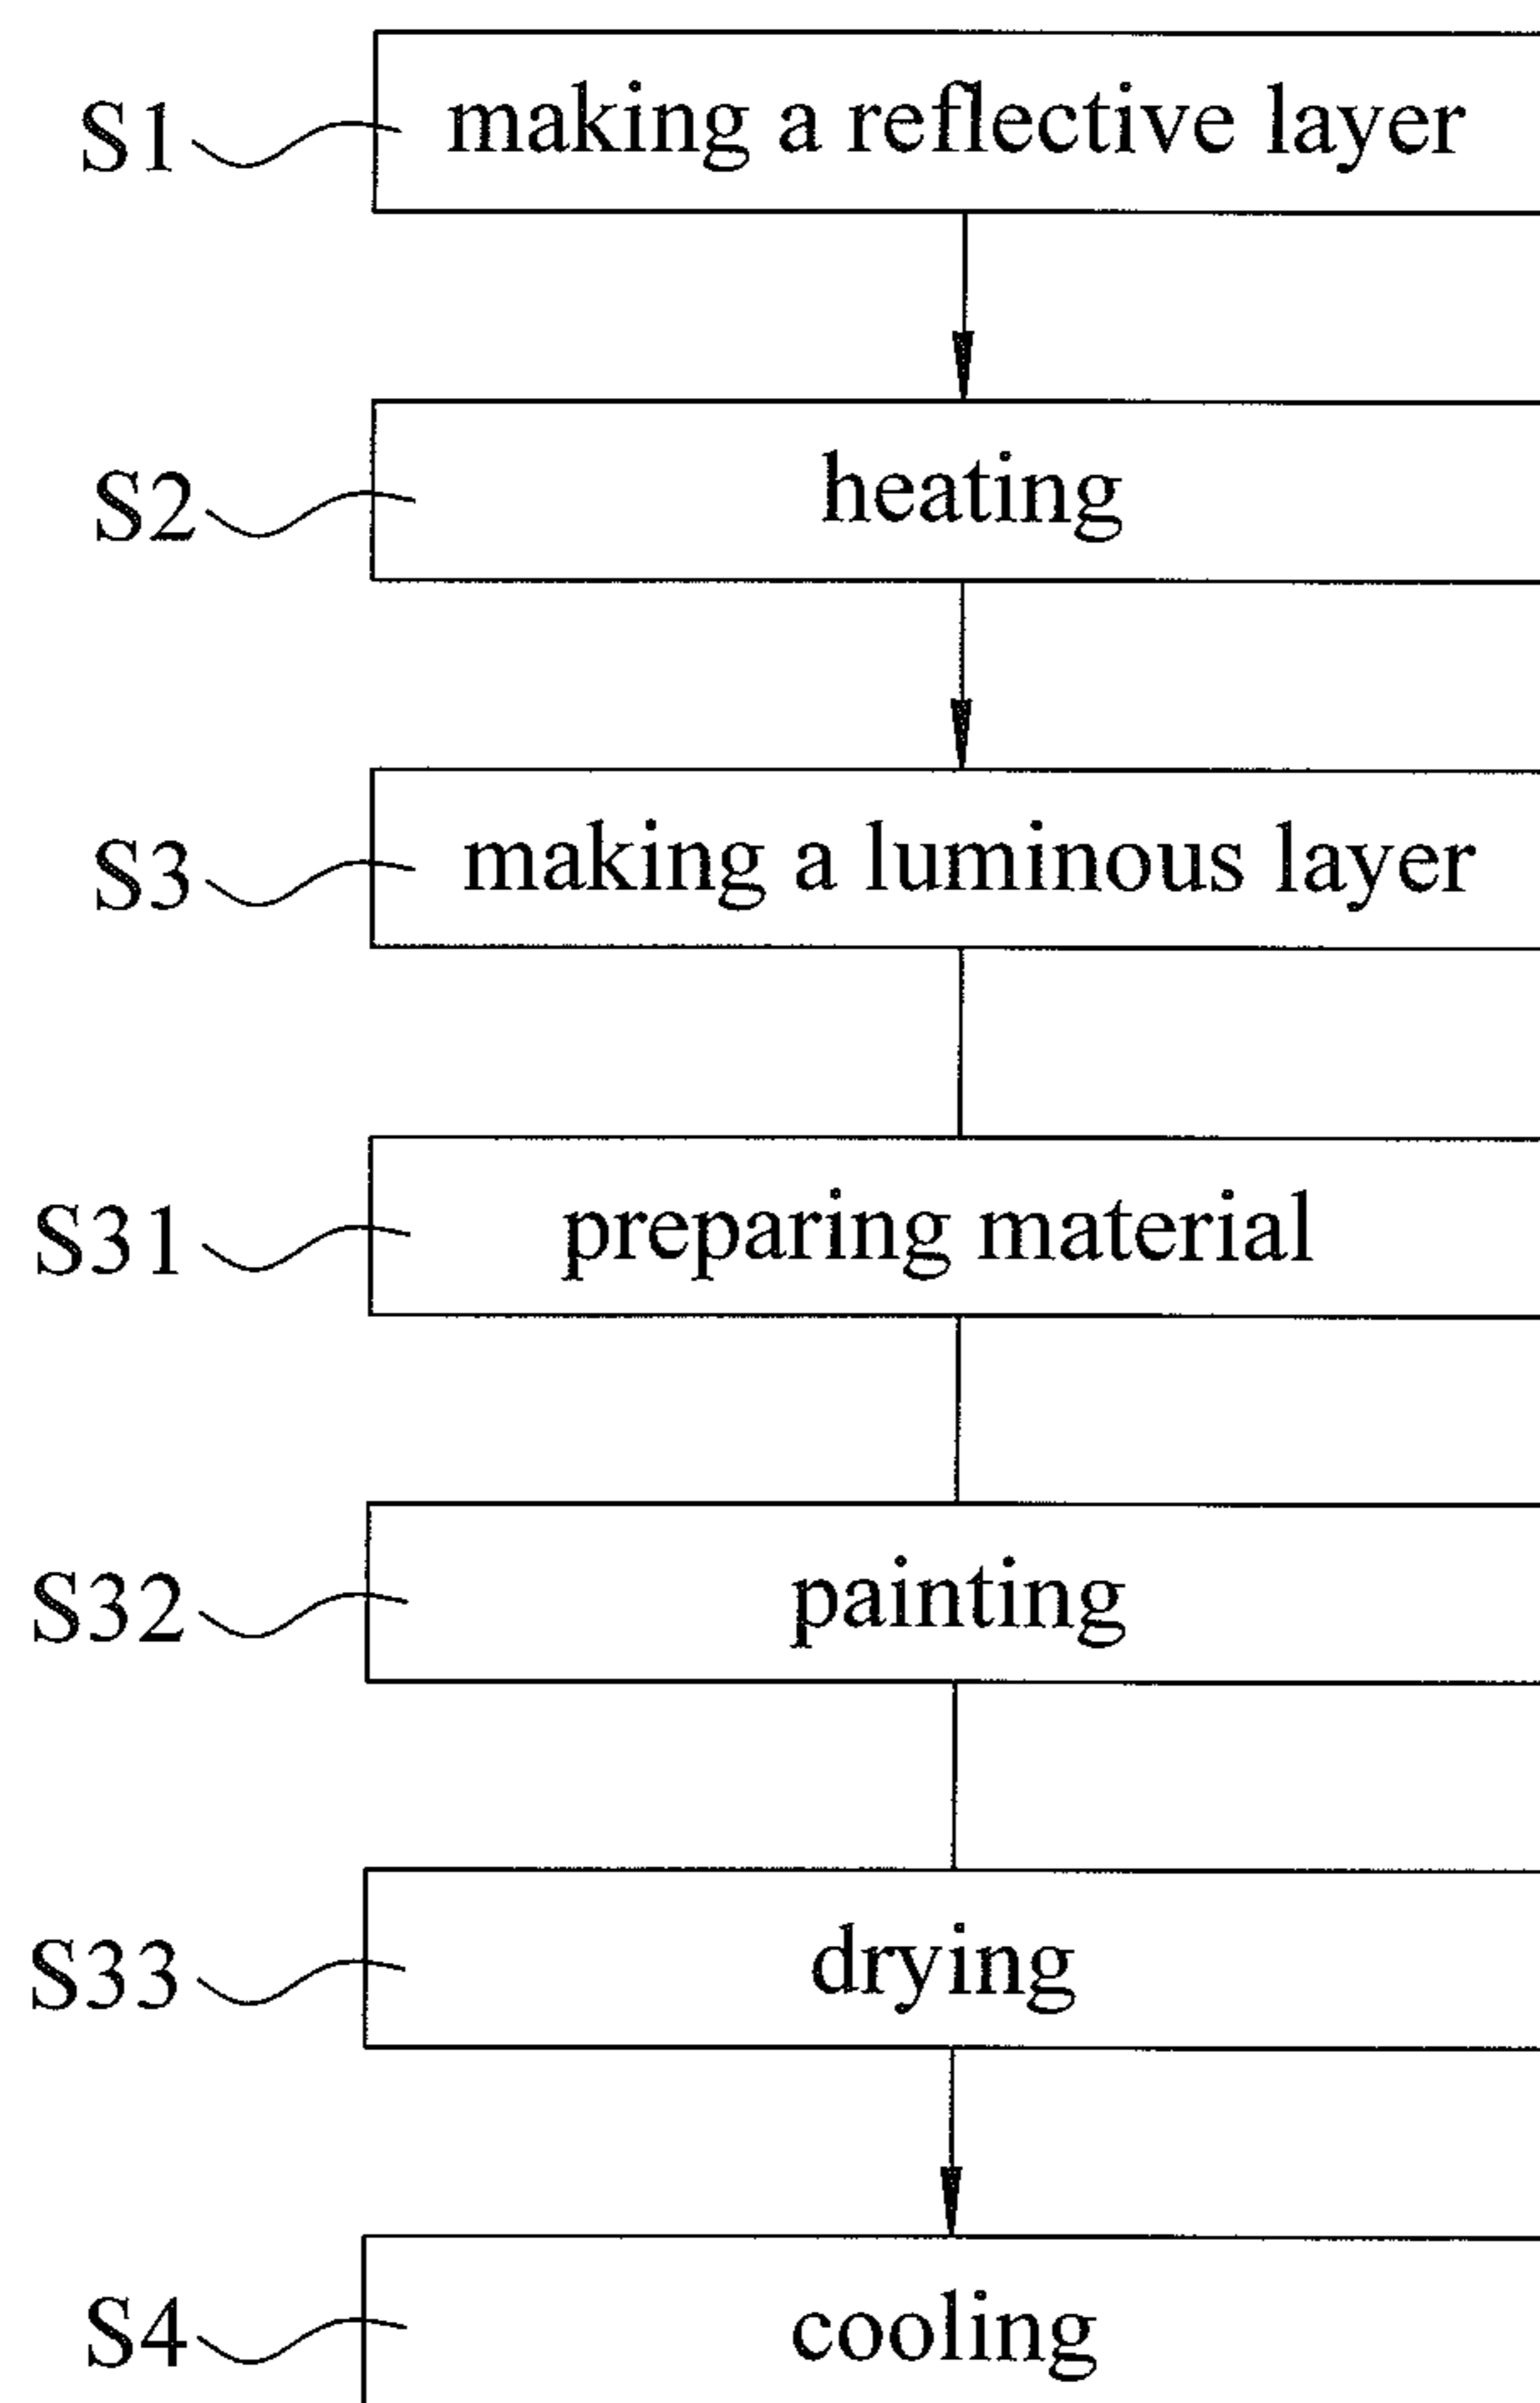 S1 making a reflective layer
S2 heating
S3 making a luminous layer
S31 preparing material
S32 painting
S33 drying
S4 cooling